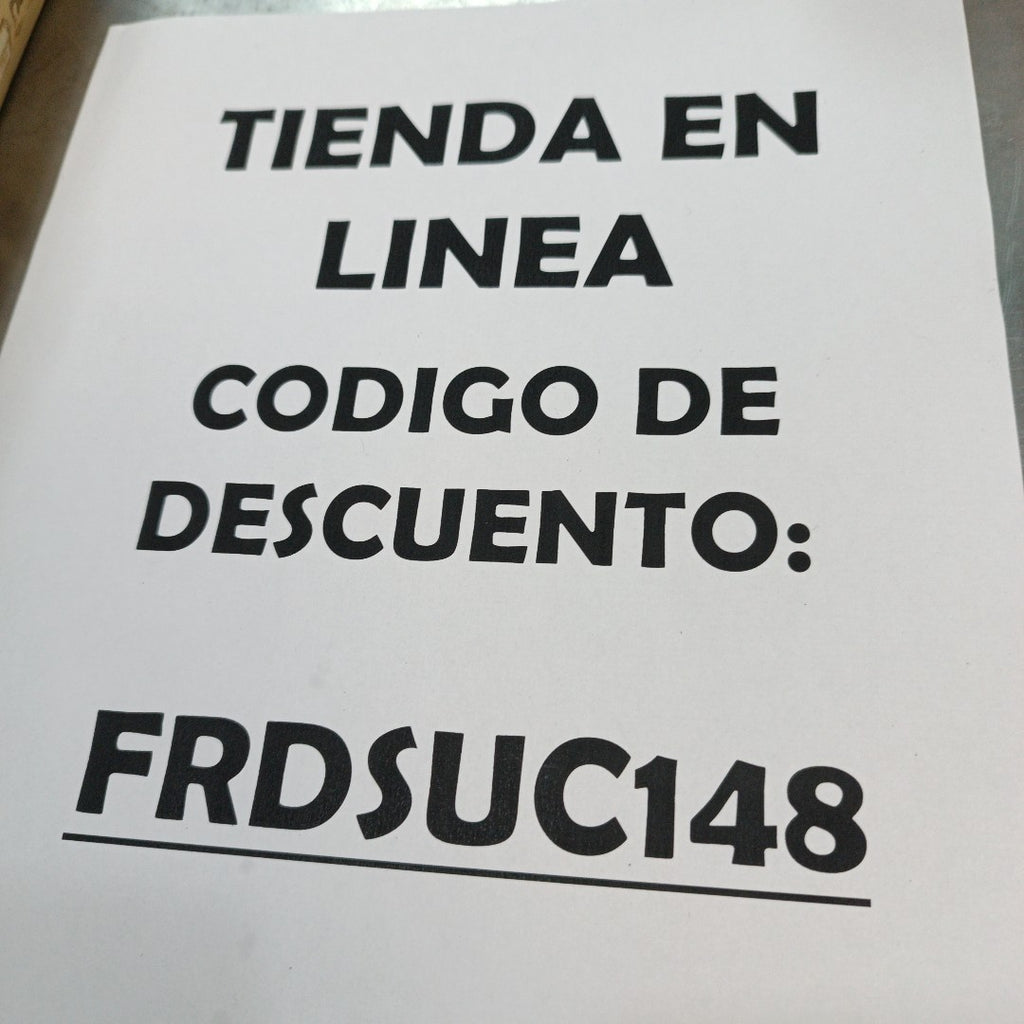 TIENDA EN
LINEA
CODIGO DE
DESCUENTO:
FRDSUC148